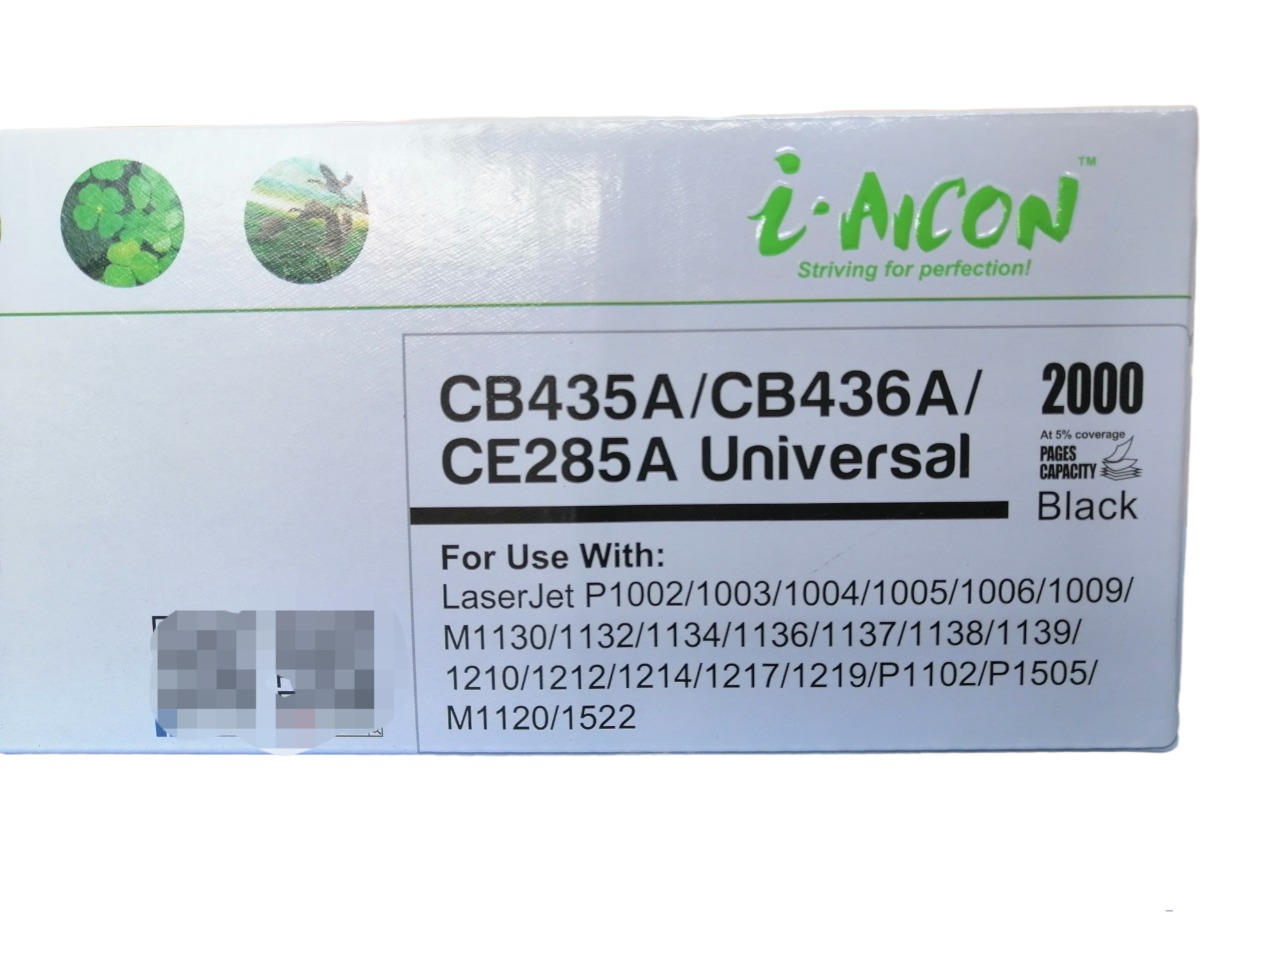 i·AICON™
Striving for perfection!
CB435A/CB436A/
CE285A Universal
2000
At 5% coverage
PAGES
CAPACITY
Black
For Use With:
LaserJet P1002/1003/1004/1005/1006/1009/
M1130/1132/1134/1136/1137/1138/1139/
1210/1212/1214/1217/1219/P1102/P1505/
M1120/1522